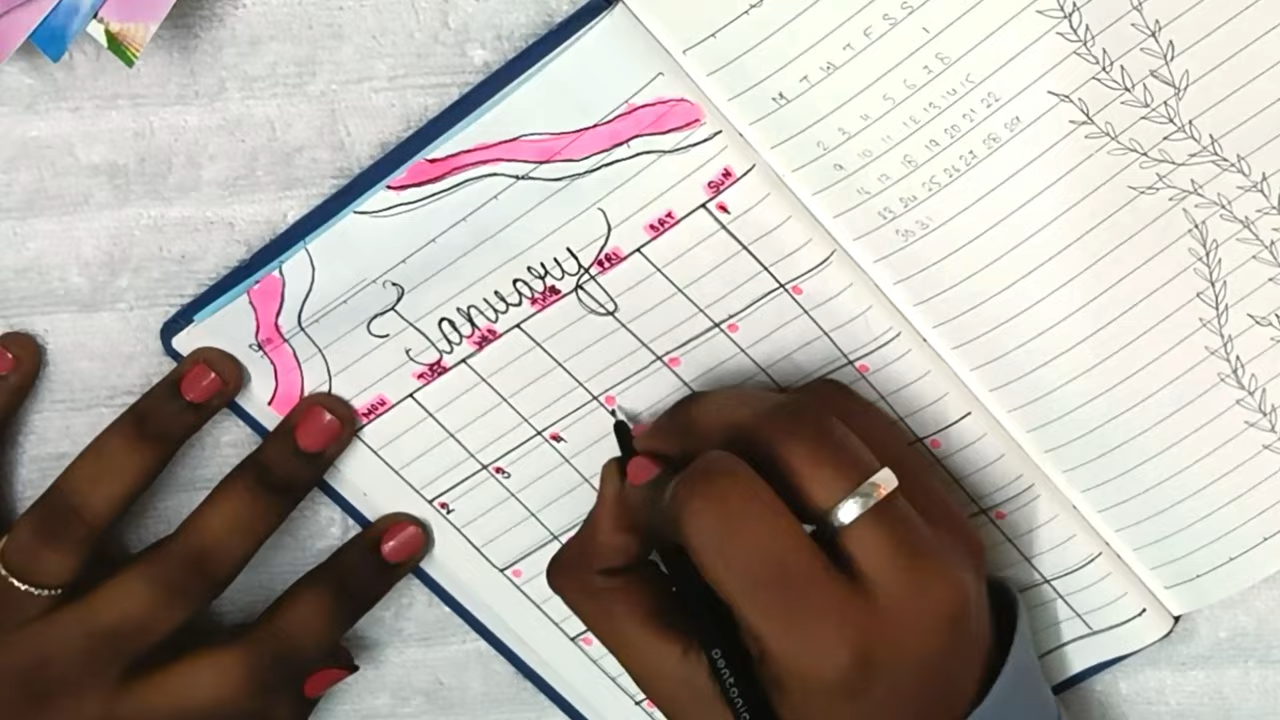 January
MON TUES WED THUS FRI SAT SUN
1
2 3 4
M T W T F S S
1
2 3 4 5 6 7 8
9 10 11 12 13 14 15
16 17 18 19 20 21 22
23 24 25 26 27 28 29
30 31
pentonic